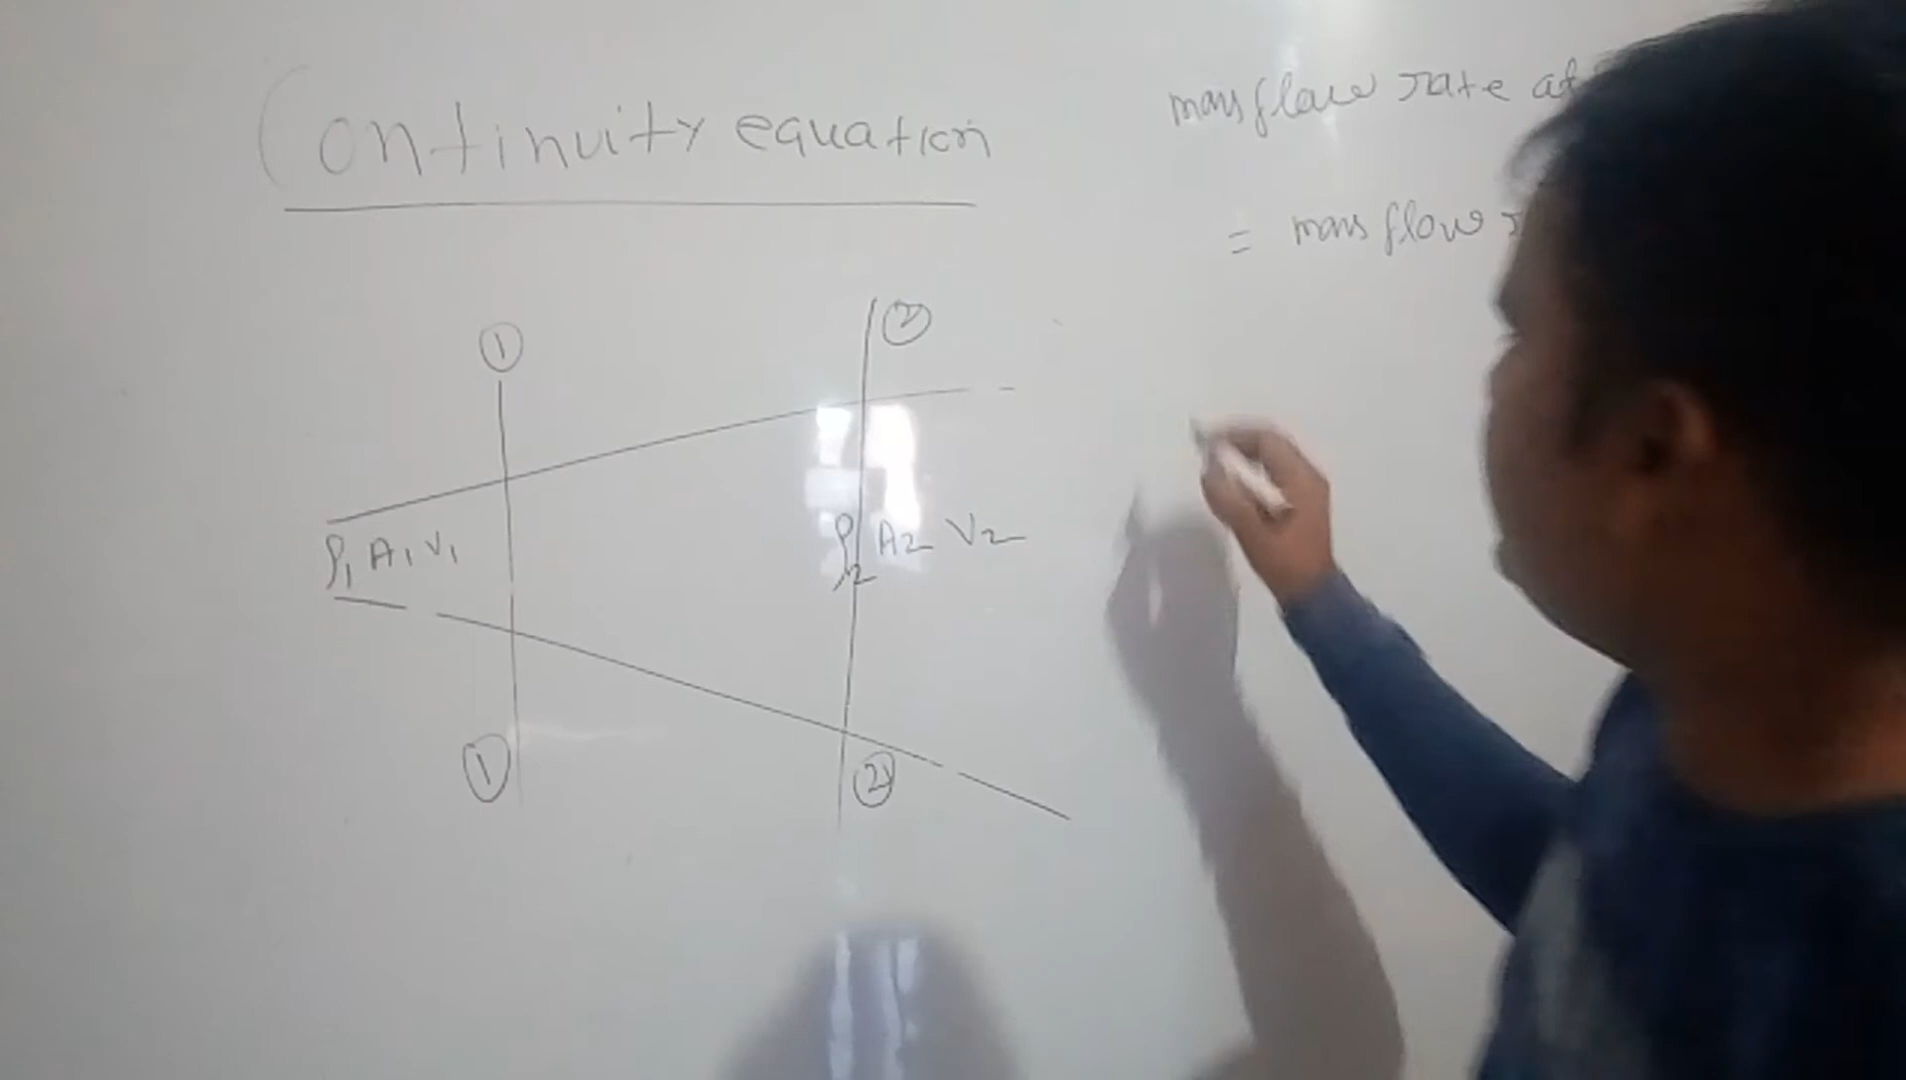 Continuity equation
mass flow rate at
= mass flow
①
②
ρ₁ A₁ V₁
ρ₂ A₂ V₂
①
②